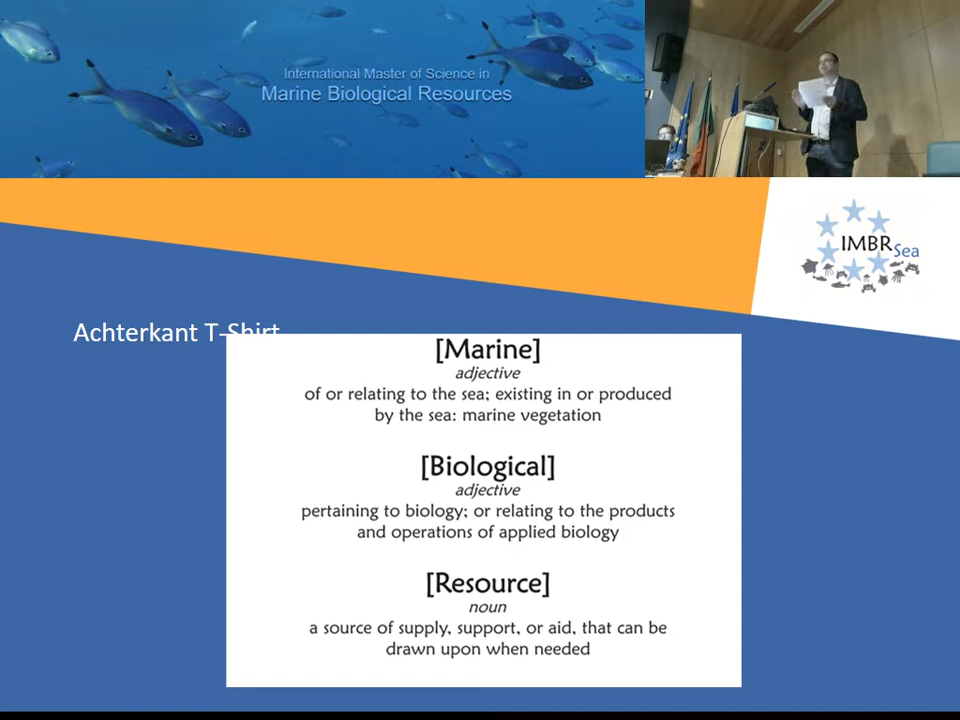 International Master of Science in
Marine Biological Resources
IMBRSea
Achterkant T-Shirt
[Marine]
adjective
of or relating to the sea; existing in or produced
by the sea: marine vegetation
[Biological]
adjective
pertaining to biology; or relating to the products
and operations of applied biology
[Resource]
noun
a source of supply, support, or aid, that can be
drawn upon when needed